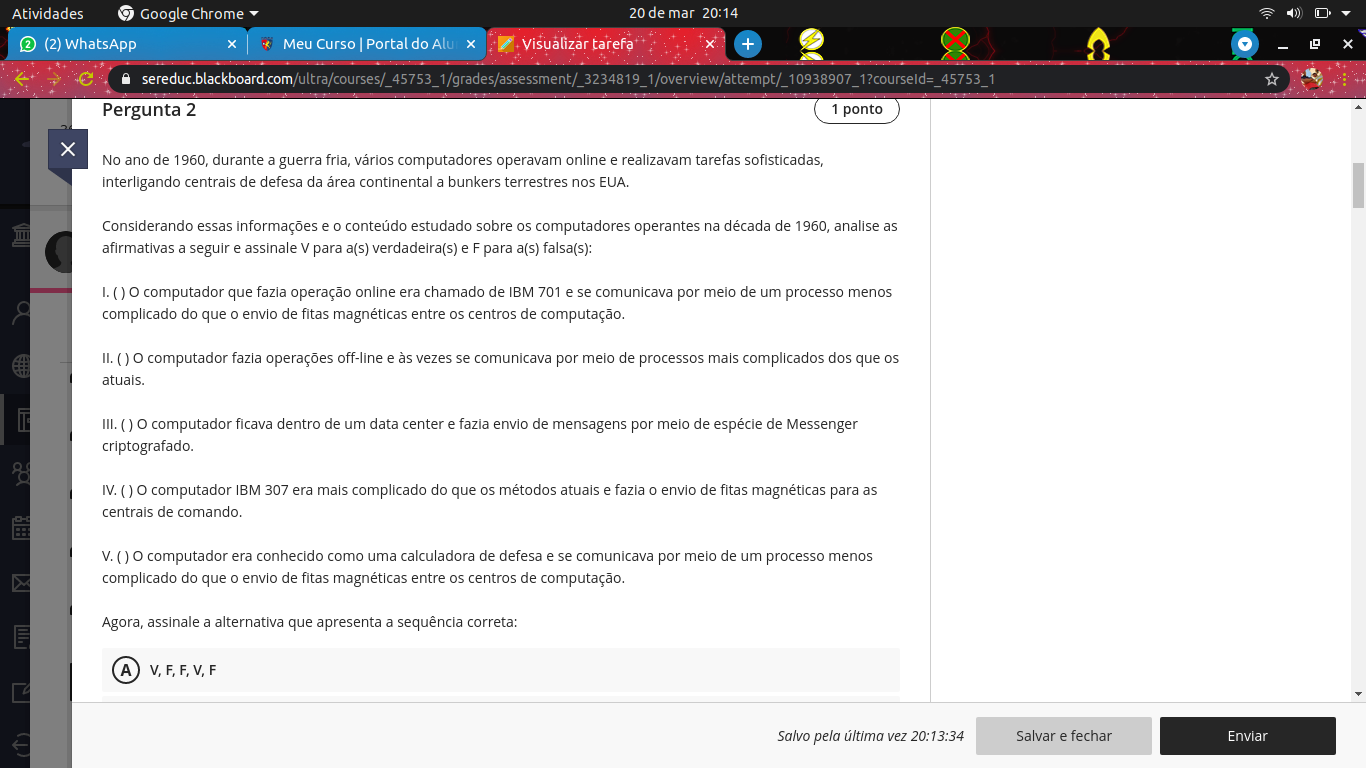 Atividades
Google Chrome
20 de mar 20:14
(2) WhatsApp
Meu Curso | Portal do Alu
Visualizar tarefa
sereduc.blackboard.com/ultra/courses/_45753_1/grades/assessment/_3234819_1/overview/attempt/_10938907_1?courseId=_45753_1
Pergunta 2
1 ponto
No ano de 1960, durante a guerra fria, vários computadores operavam online e realizavam tarefas sofisticadas,
interligando centrais de defesa da área continental a bunkers terrestres nos EUA.
Considerando essas informações e o conteúdo estudado sobre os computadores operantes na década de 1960, analise as
afirmativas a seguir e assinale V para a(s) verdadeira(s) e F para a(s) falsa(s):
I. ( ) O computador que fazia operação online era chamado de IBM 701 e se comunicava por meio de um processo menos
complicado do que o envio de fitas magnéticas entre os centros de computação.
II. ( ) O computador fazia operações off-line e às vezes se comunicava por meio de processos mais complicados dos que os
atuais.
III. ( ) O computador ficava dentro de um data center e fazia envio de mensagens por meio de espécie de Messenger
criptografado.
IV. ( ) O computador IBM 307 era mais complicado do que os métodos atuais e fazia o envio de fitas magnéticas para as
centrais de comando.
V. ( ) O computador era conhecido como uma calculadora de defesa e se comunicava por meio de um processo menos
complicado do que o envio de fitas magnéticas entre os centros de computação.
Agora, assinale a alternativa que apresenta a sequência correta:
A V, F, F, V, F
Salvo pela última vez 20:13:34
Salvar e fechar
Enviar